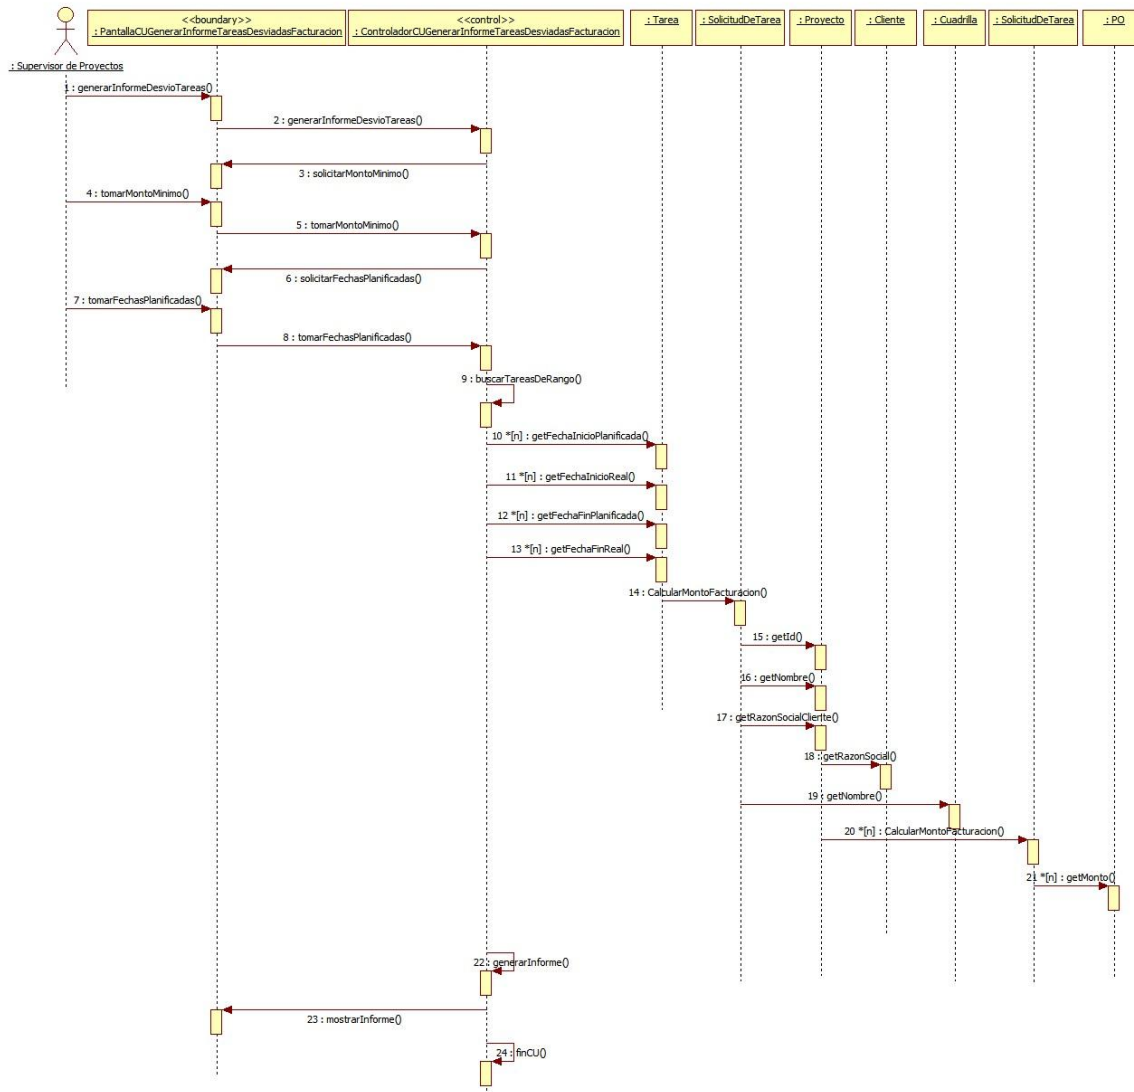 <<boundary>>
: PantallaCUGenerarInformeTareasDesviadasFacturacion
<<control>>
: ControladorCUGenerarInformeTareasDesviadasFacturacion
: Tarea
: SolicitudDeTarea
: Proyecto
: Cliente
: Cuadrilla
: SolicitudDeTarea
: PO
: Supervisor de Proyectos
1 : generarInformeDesvioTareas()
2 : generarInformeDesvioTareas()
3 : solicitarMontoMinimo()
4 : tomarMontoMinimo()
5 : tomarMontoMinimo()
6 : solicitarFechasPlanificadas()
7 : tomarFechasPlanificadas()
8 : tomarFechasPlanificadas()
9 : buscarTareasDeRango()
10 *[n] : getFechaInicioPlanificada()
11 *[n] : getFechaInicioReal()
12 *[n] : getFechaFinPlanificada()
13 *[n] : getFechaFinReal()
14 : CalcularMontoFacturacion()
15 : getId()
16 : getNombre()
17 : getRazonSocialCliente()
18 : getRazonSocial()
19 : getNombre()
20 *[n] : CalcularMontoFacturacion()
21 *[n] : getMonto()
22 : generarInforme()
23 : mostrarInforme()
24 : finCU()